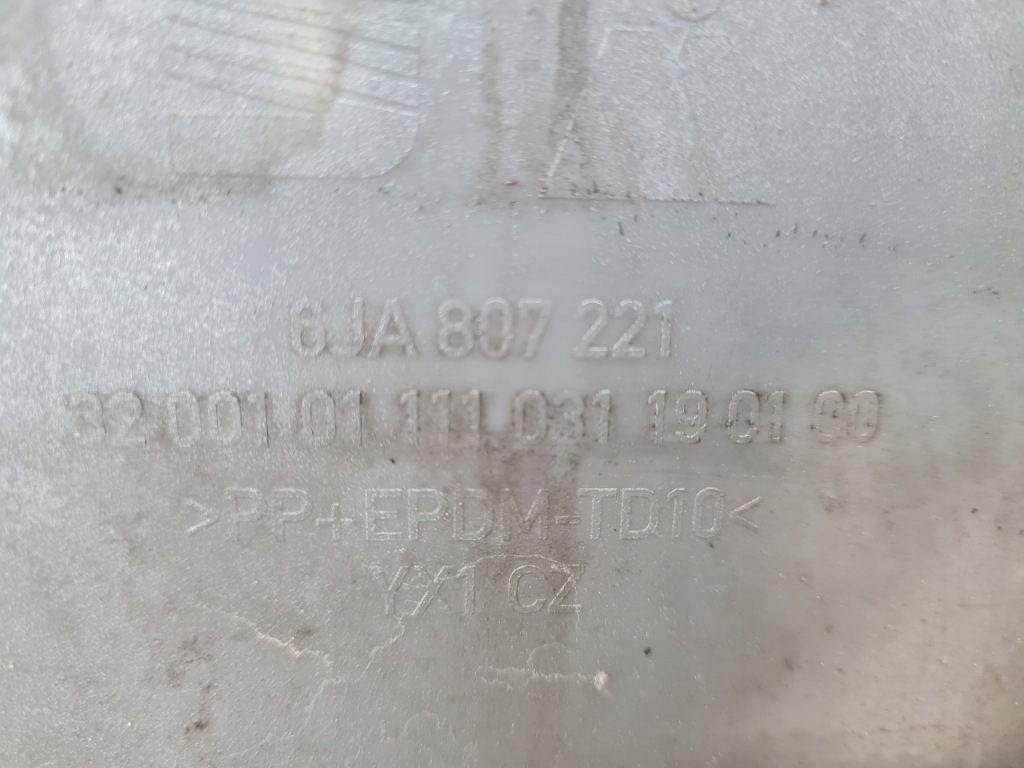 6JA 807 221
32 001 01 111 031 19 01 90
>PP+EPDM-TD10<
YX1 CZ